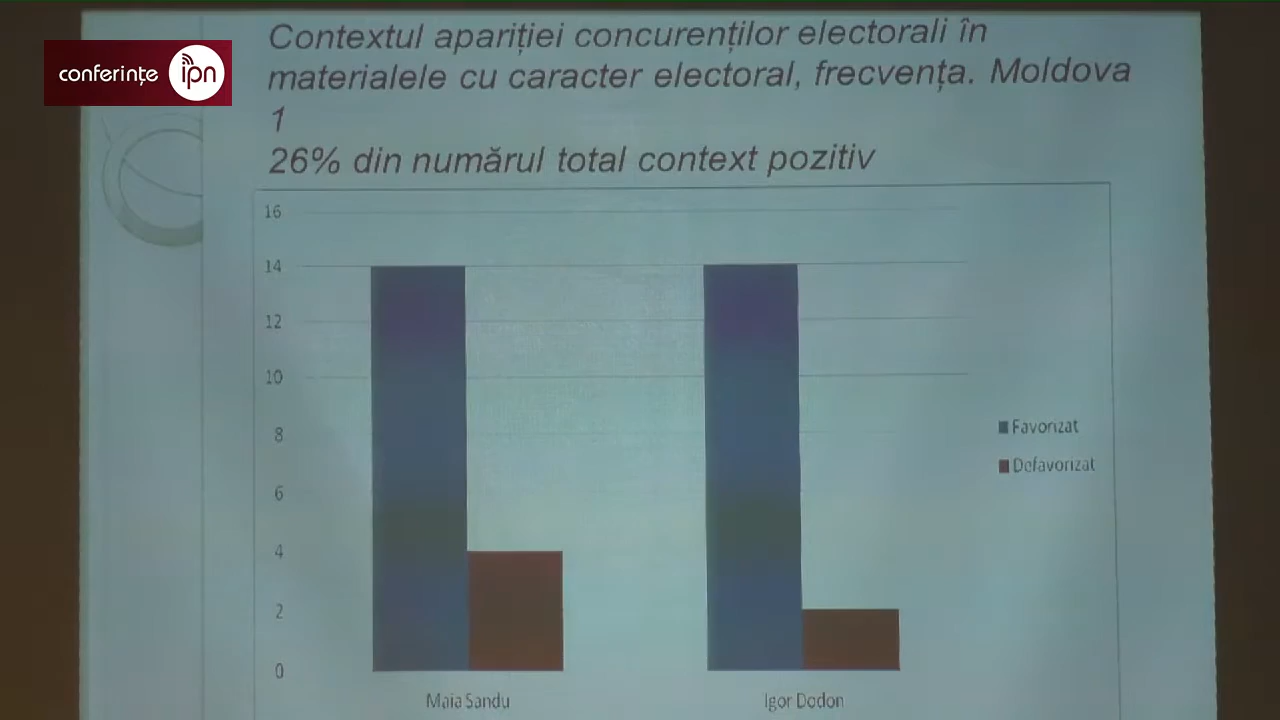 conferințe ipn
Contextul apariției concurenților electorali în
materialele cu caracter electoral, frecvența. Moldova
1
26% din numărul total context pozitiv
16
14
12
10
8
6
4
2
0
Favorizat
Defavorizat
Maia Sandu
Igor Dodon